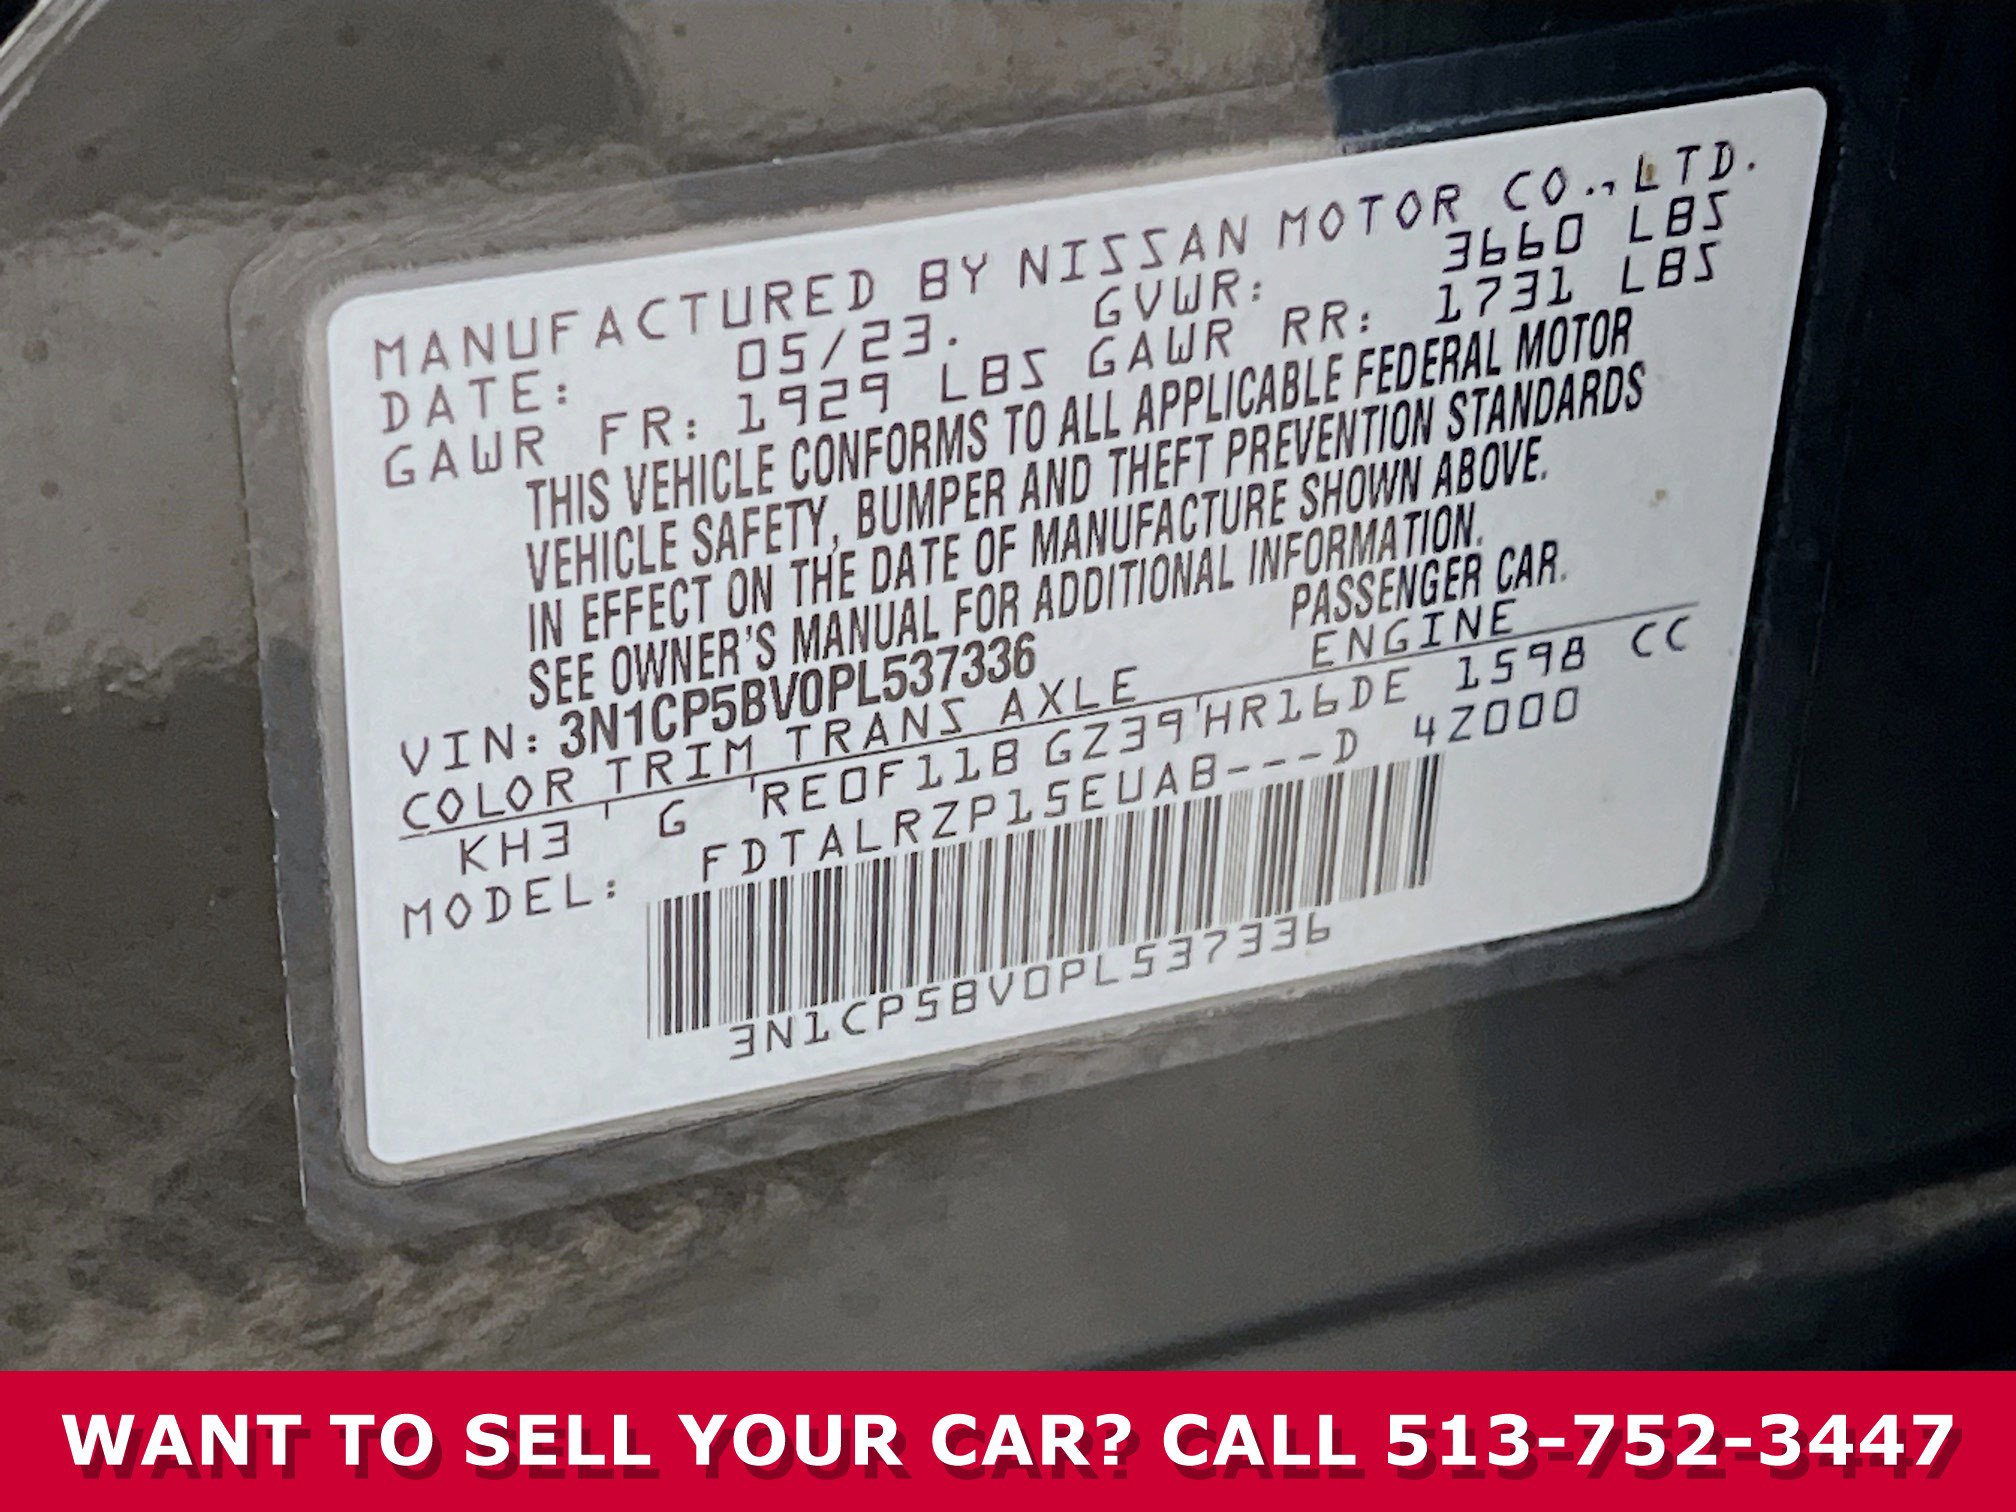 MANUFACTURED BY NISSAN MOTOR CO.,LTD.
DATE: 05/23. GVWR: 3660 LBS
GAWR FR: 1929 LBS GAWR RR: 1731 LBS
THIS VEHICLE CONFORMS TO ALL APPLICABLE FEDERAL MOTOR
VEHICLE SAFETY, BUMPER AND THEFT PREVENTION STANDARDS
IN EFFECT ON THE DATE OF MANUFACTURE SHOWN ABOVE.
SEE OWNER'S MANUAL FOR ADDITIONAL INFORMATION.
VIN: 3N1CP5BV0PL537336 PASSENGER CAR.
COLOR TRIM TRANS AXLE ENGINE
KH3 G RE0F11B GZ39 HR16DE 1598 CC
MODEL: FDTALRZP15EUAB---D 4Z000
3N1CP5BV0PL537336
WANT TO SELL YOUR CAR? CALL 513-752-3447